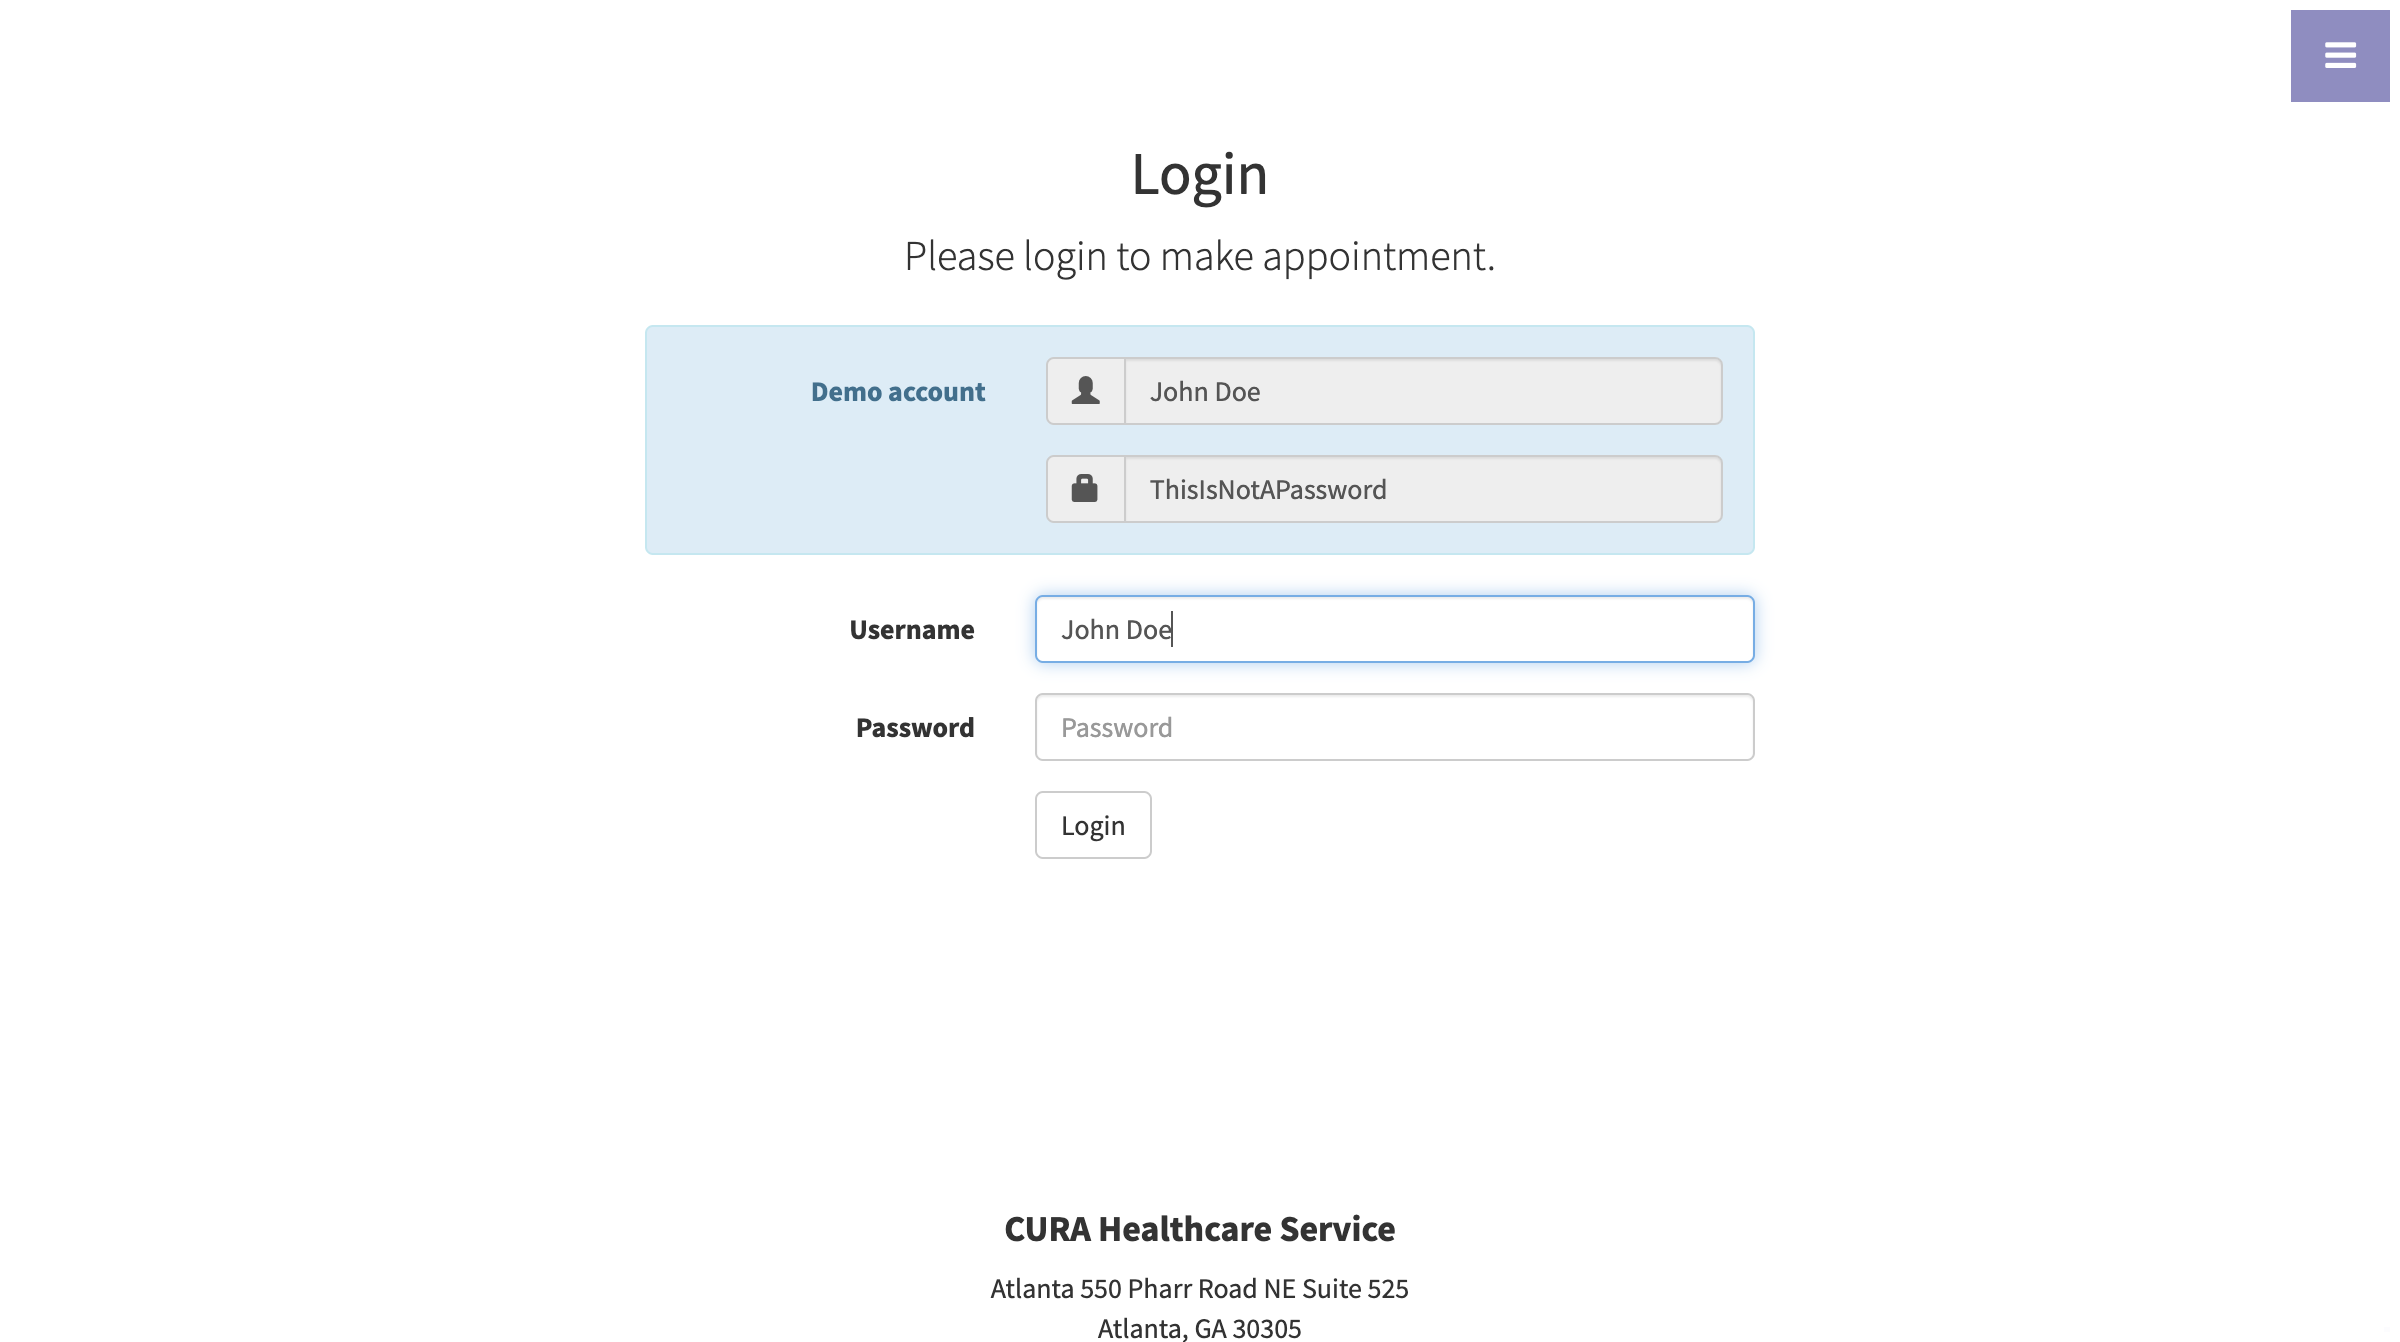 Login
Please login to make appointment.
Demo account
John Doe
ThisIsNotAPassword
Username
John Doe
Password
Password
Login
CURA Healthcare Service
Atlanta 550 Pharr Road NE Suite 525
Atlanta, GA 30305